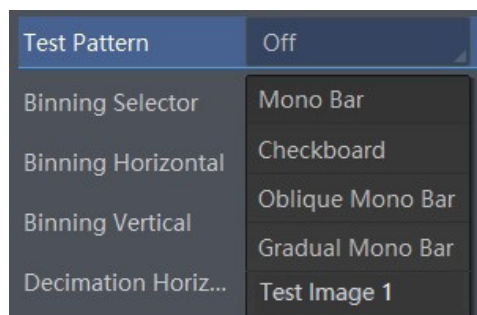 Test Pattern Off
Binning Selector Mono Bar
Binning Horizontal Checkboard
Binning Vertical Oblique Mono Bar
Gradual Mono Bar
Decimation Horiz... Test Image 1